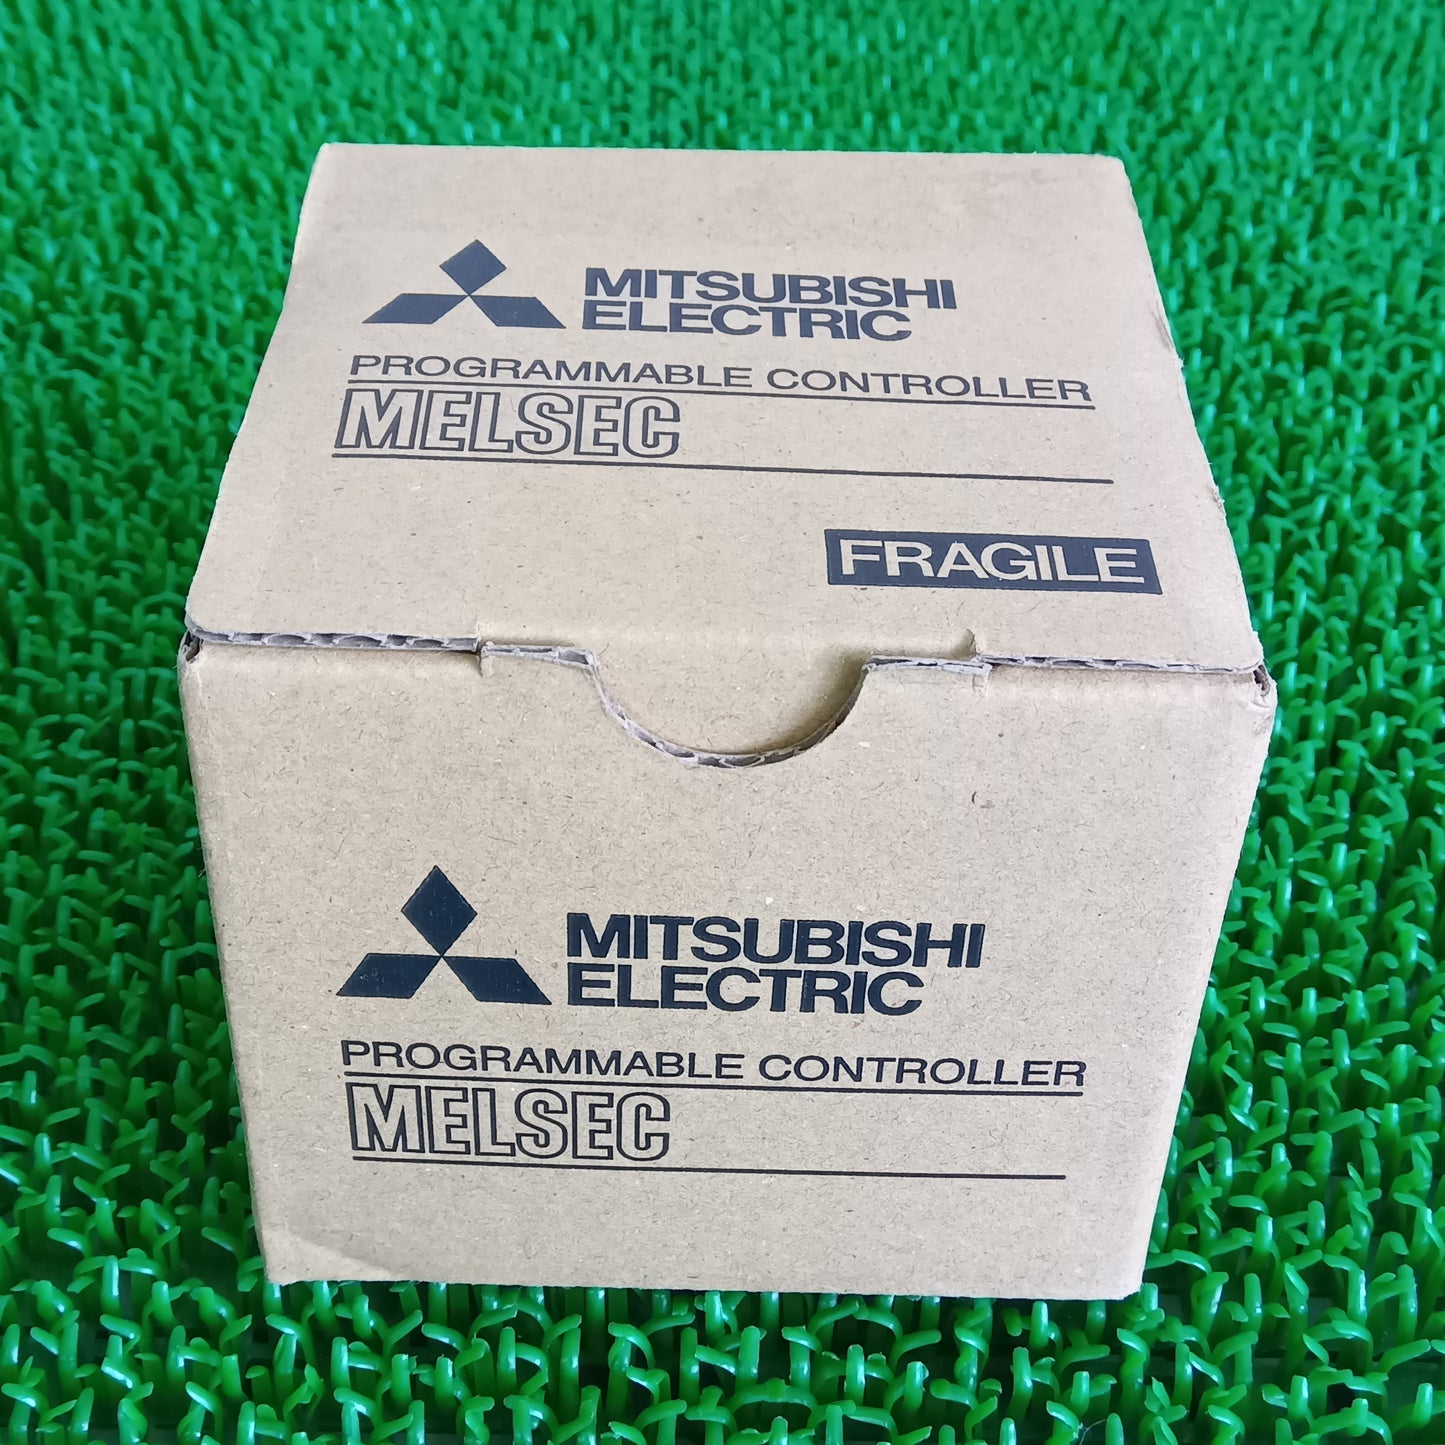 MITSUBISHI
ELECTRIC
PROGRAMMABLE CONTROLLER
MELSEC
FRAGILE
MITSUBISHI
ELECTRIC
PROGRAMMABLE CONTROLLER
MELSEC